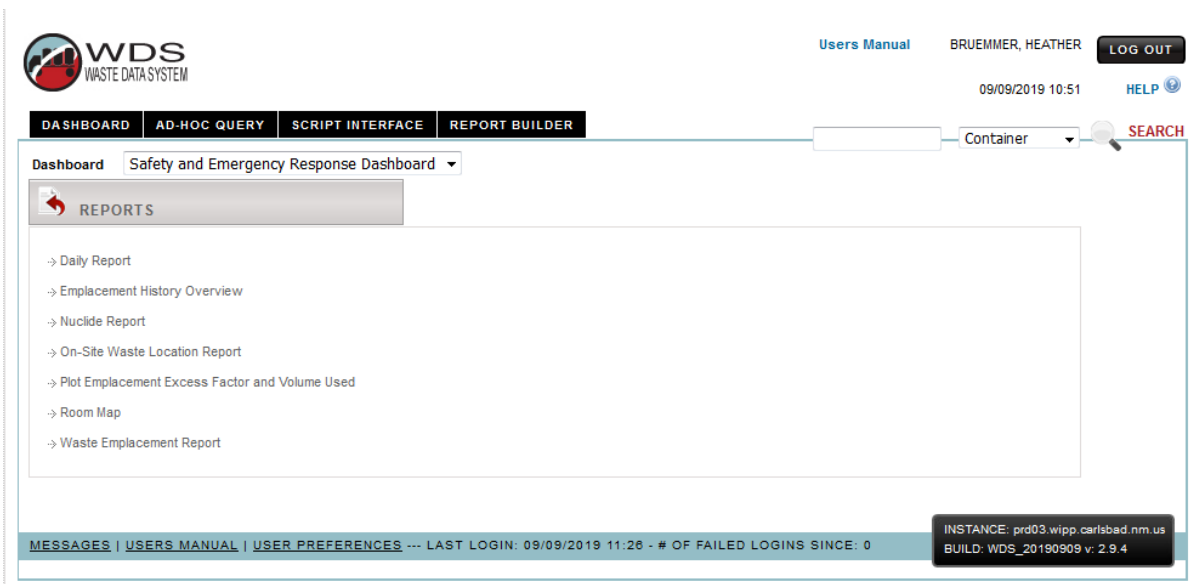 WDS
WASTE DATA SYSTEM
Users Manual BRUEMMER, HEATHER LOG OUT
09/09/2019 10:51 HELP
DASHBOARD AD-HOC QUERY SCRIPT INTERFACE REPORT BUILDER
Container SEARCH
Dashboard Safety and Emergency Response Dashboard
REPORTS
Daily Report
Emplacement History Overview
Nuclide Report
On-Site Waste Location Report
Plot Emplacement Excess Factor and Volume Used
Room Map
Waste Emplacement Report
INSTANCE: prd03.wipp.carlsbad.nm.us
MESSAGES | USERS MANUAL | USER PREFERENCES --- LAST LOGIN: 09/09/2019 11:26 - # OF FAILED LOGINS SINCE: 0
BUILD: WDS_20190909 v: 2.9.4